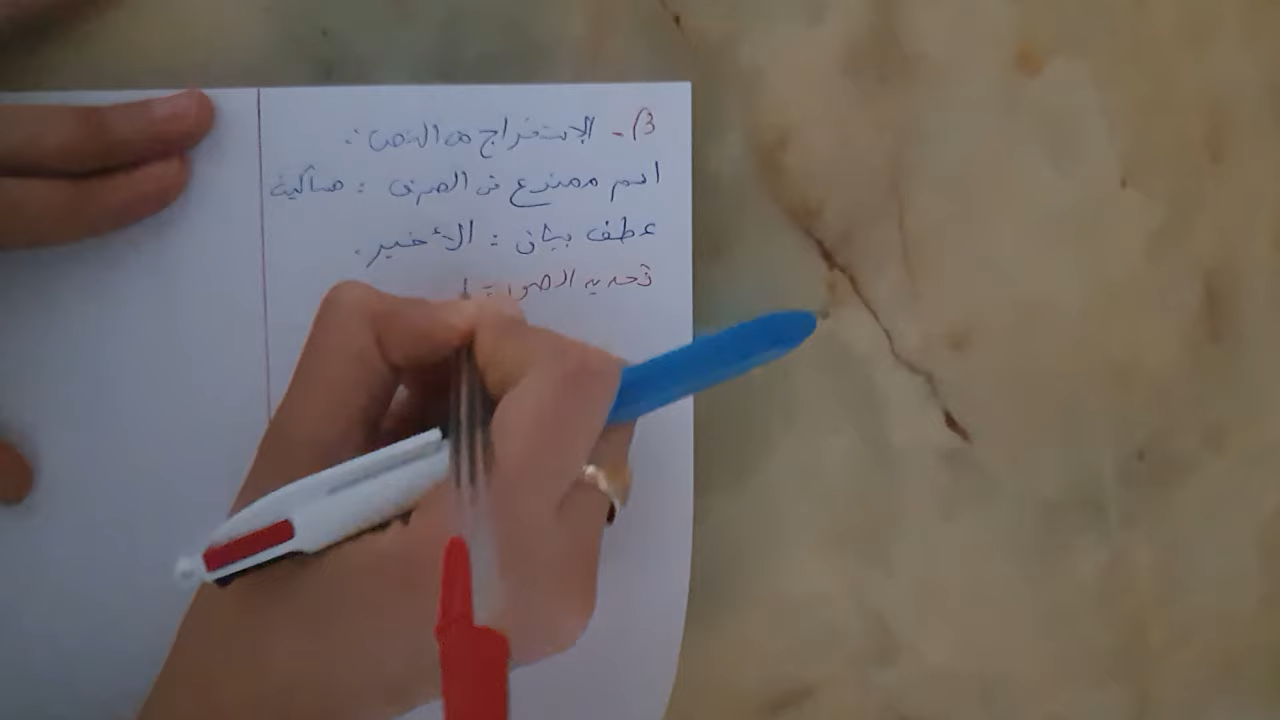 3)- الاستخراج من النص:
اسم ممنوع من الصرف : مساكين
عطف بيان : الأخير.
تحديد الصورة